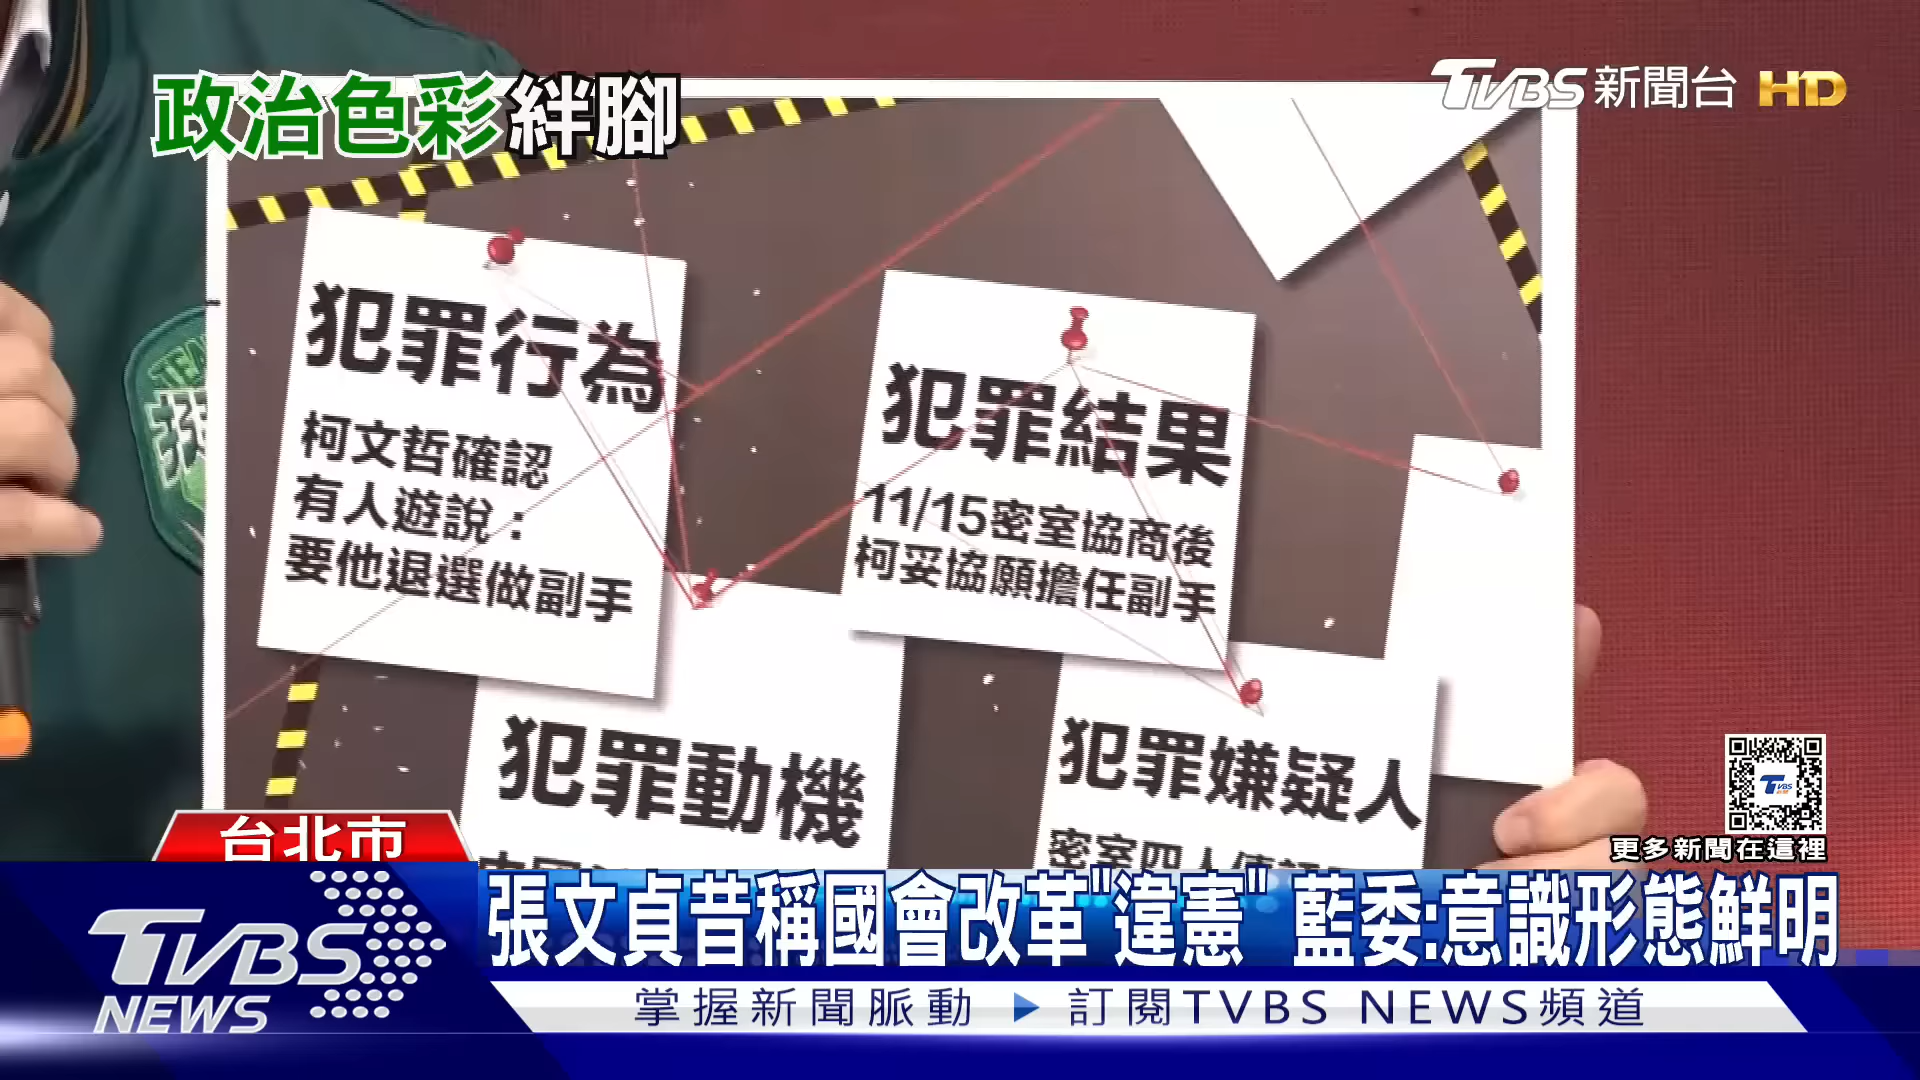 政治色彩絆腳
TVBS新聞台 HD
犯罪行為
柯文哲確認
有人遊說：
要他退選做副手
犯罪結果
11/15密室協商後
柯妥協願擔任副手
犯罪動機
犯罪嫌疑人
密室四人
TEA
更多新聞在這裡
台北市
張文貞昔稱國會改革"違憲" 藍委:意識形態鮮明
TVBS
NEWS
掌握新聞脈動 ▶ 訂閱TVBS NEWS頻道